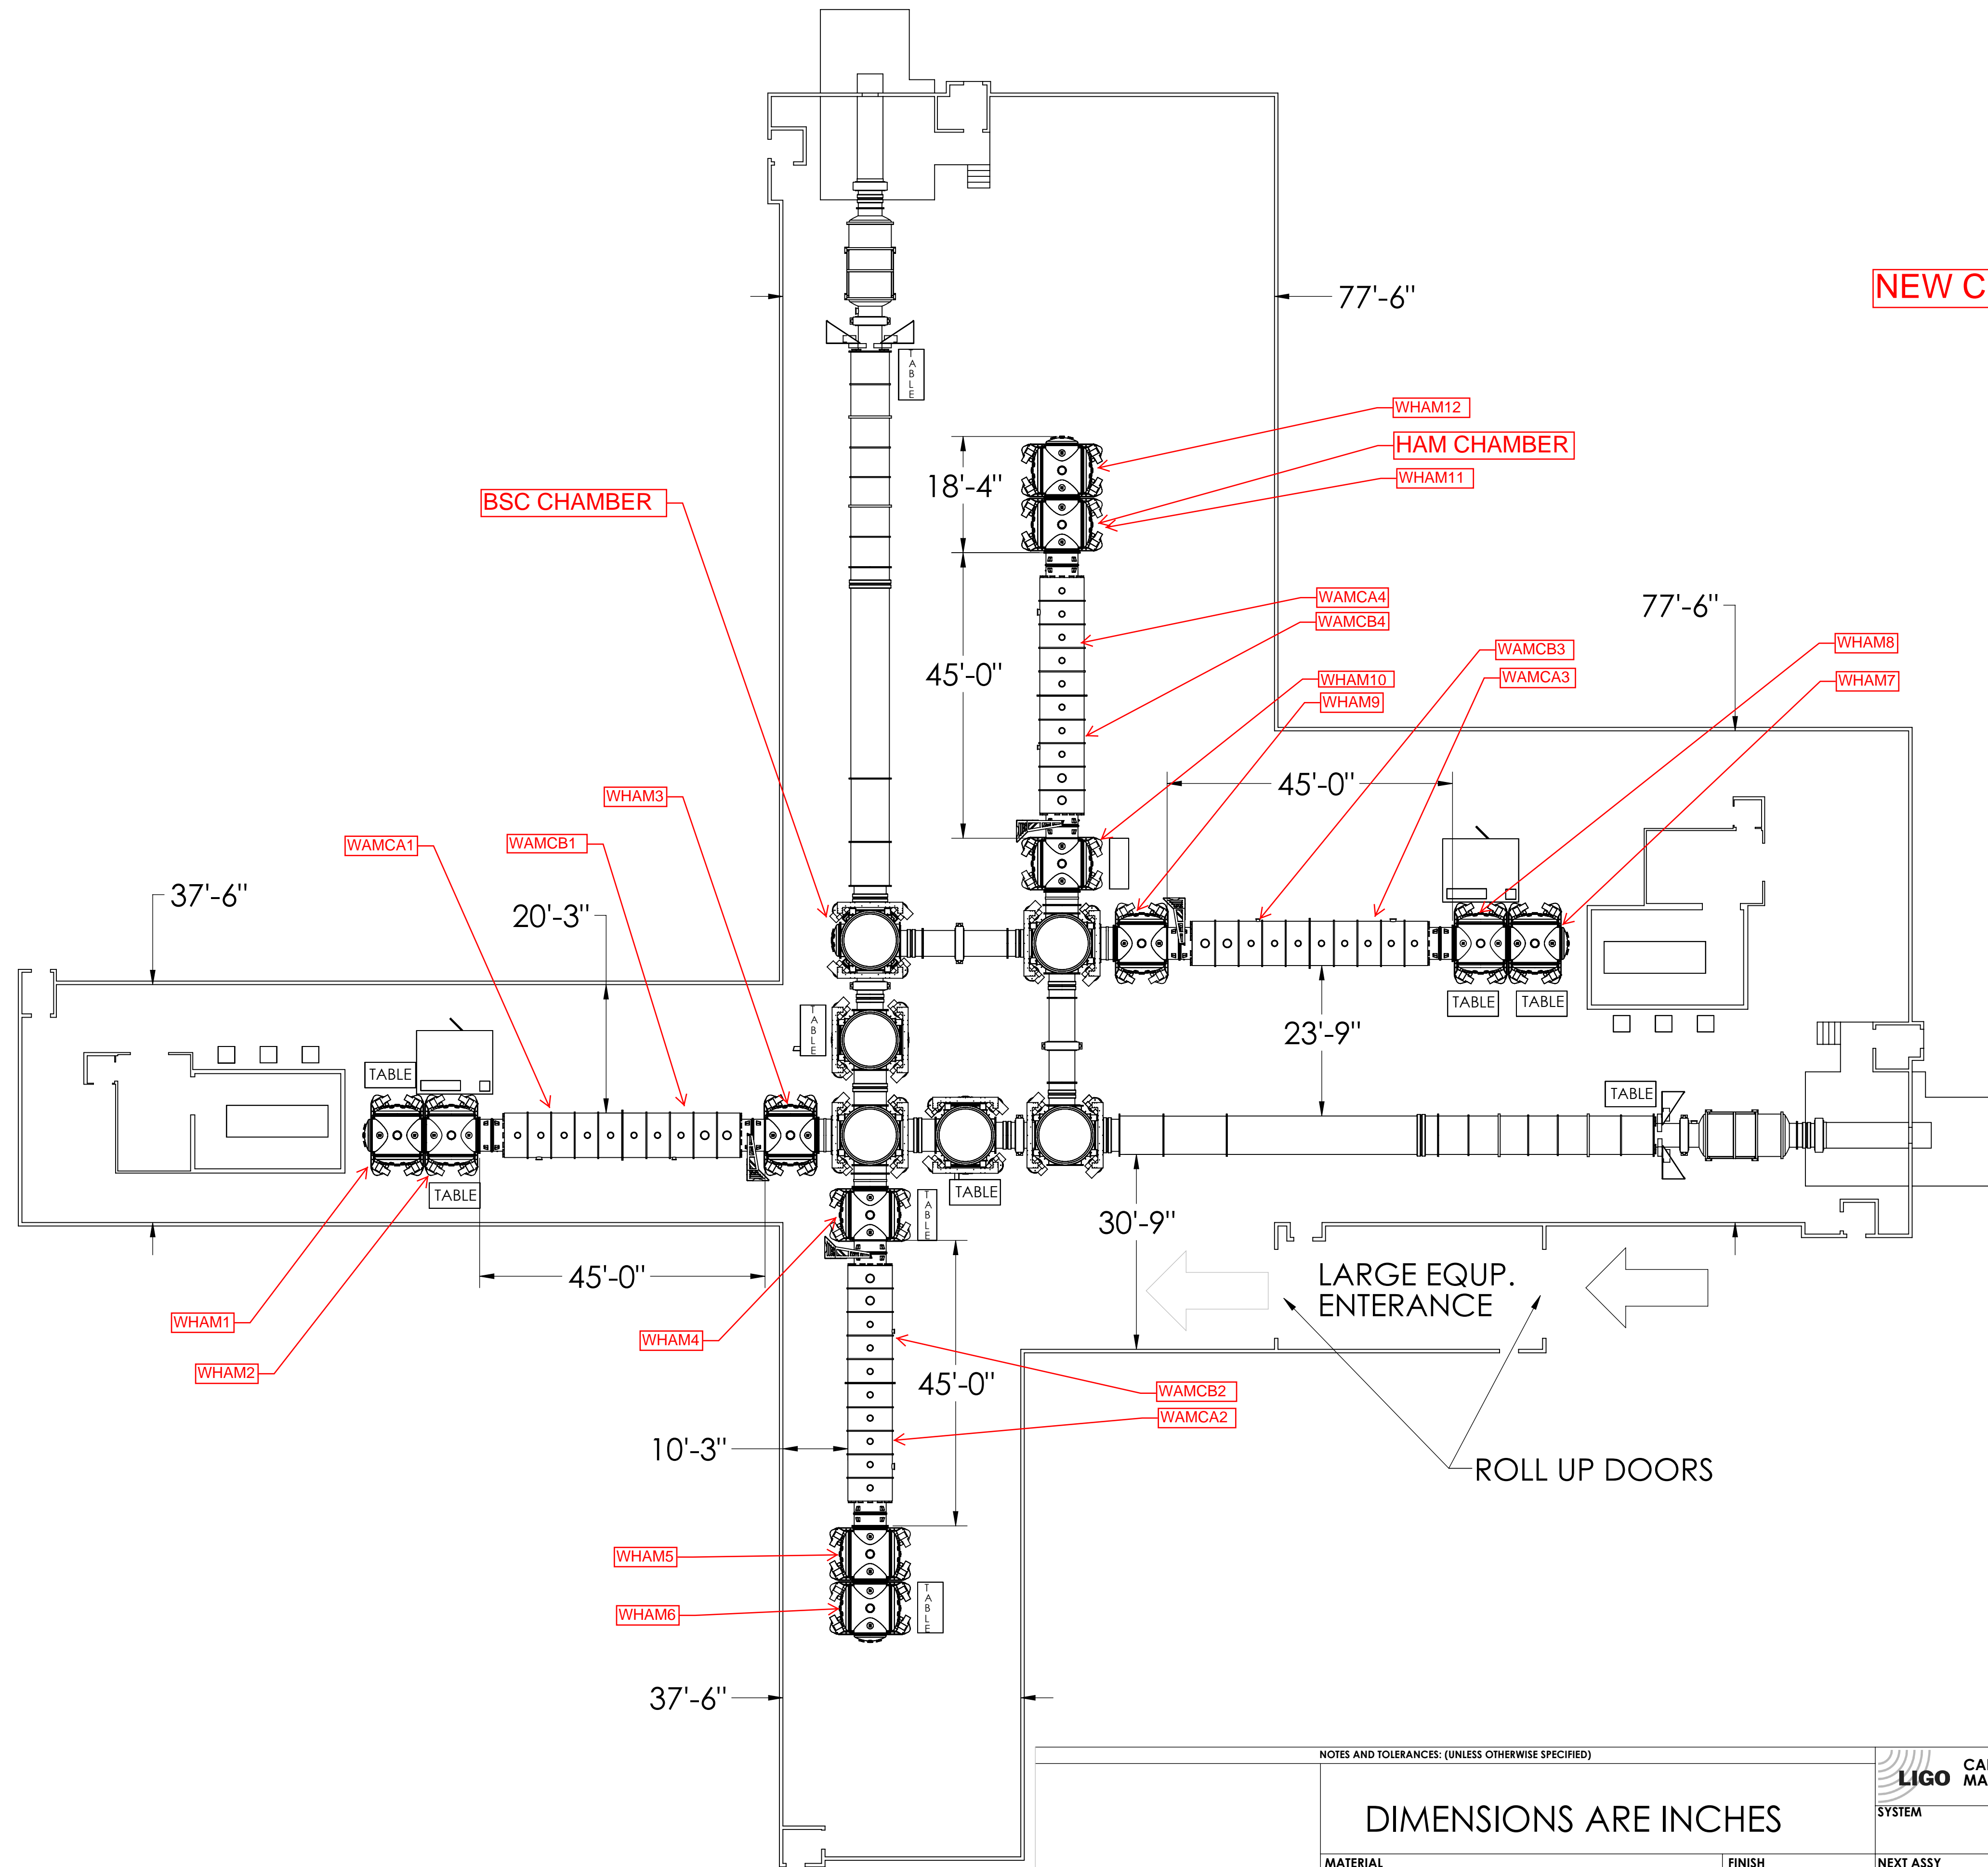 77'-6"
NEW C
WHAM12
HAM CHAMBER
WHAM11
18'-4"
BSC CHAMBER
TABLE
WAMCA4
WAMCB4
77'-6"
WAMCB3
WHAM8
45'-0"
WHAM10
WAMCA3
WHAM7
WHAM9
45'-0"
WHAM3
WAMCA1
WAMCB1
37'-6"
20'-3"
TABLE
TABLE
TABLE
23'-9"
TABLE
TABLE
TABLE
TABLE
TABLE
TABLE
30'-9"
45'-0"
LARGE EQUP.
ENTERANCE
WHAM1
WHAM4
WHAM2
45'-0"
WAMCB2
WAMCA2
10'-3"
ROLL UP DOORS
WHAM5
WHAM6
TABLE
37'-6"
NOTES AND TOLERANCES: (UNLESS OTHERWISE SPECIFIED)
DIMENSIONS ARE INCHES
LIGO
CAL
MA
SYSTEM
MATERIAL
FINISH
NEXT ASSY